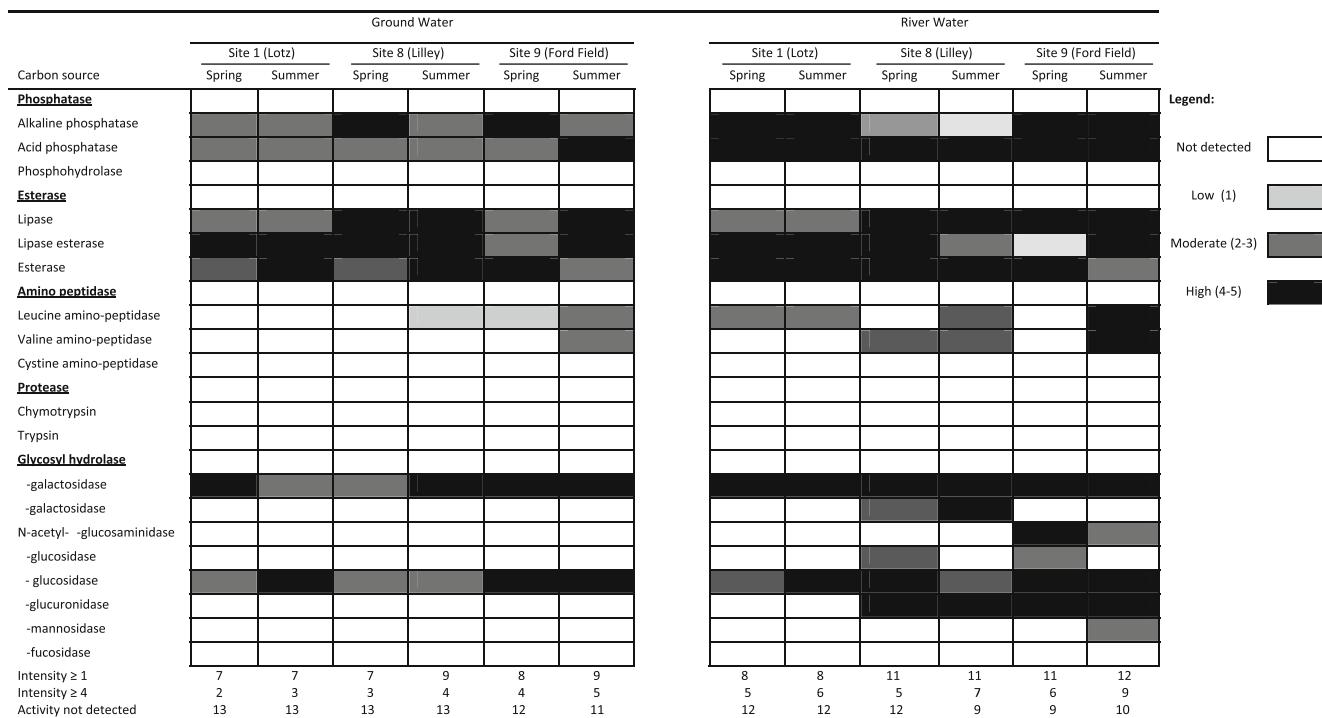 Ground Water River Water
Site 1 (Lotz) Site 8 (Lilley) Site 9 (Ford Field) Site 1 (Lotz) Site 8 (Lilley) Site 9 (Ford Field)
Carbon source Spring Summer Spring Summer Spring Summer Spring Summer Spring Summer Spring Summer
Phosphatase Legend:
Alkaline phosphatase
Acid phosphatase Not detected
Phosphohydrolase
Esterase Low (1)
Lipase
Lipase esterase Moderate (2-3)
Esterase
Amino peptidase High (4-5)
Leucine amino-peptidase
Valine amino-peptidase
Cystine amino-peptidase
Protease
Chymotrypsin
Trypsin
Glycosyl hydrolase
-galactosidase
-galactosidase
N-acetyl- -glucosaminidase
-glucosidase
- glucosidase
-glucuronidase
-mannosidase
-fucosidase
Intensity ≥ 1 7 7 7 9 8 9 8 8 11 11 11 12
Intensity ≥ 4 2 3 3 4 4 5 5 6 5 7 6 9
Activity not detected 13 13 13 13 12 11 12 12 12 9 9 10